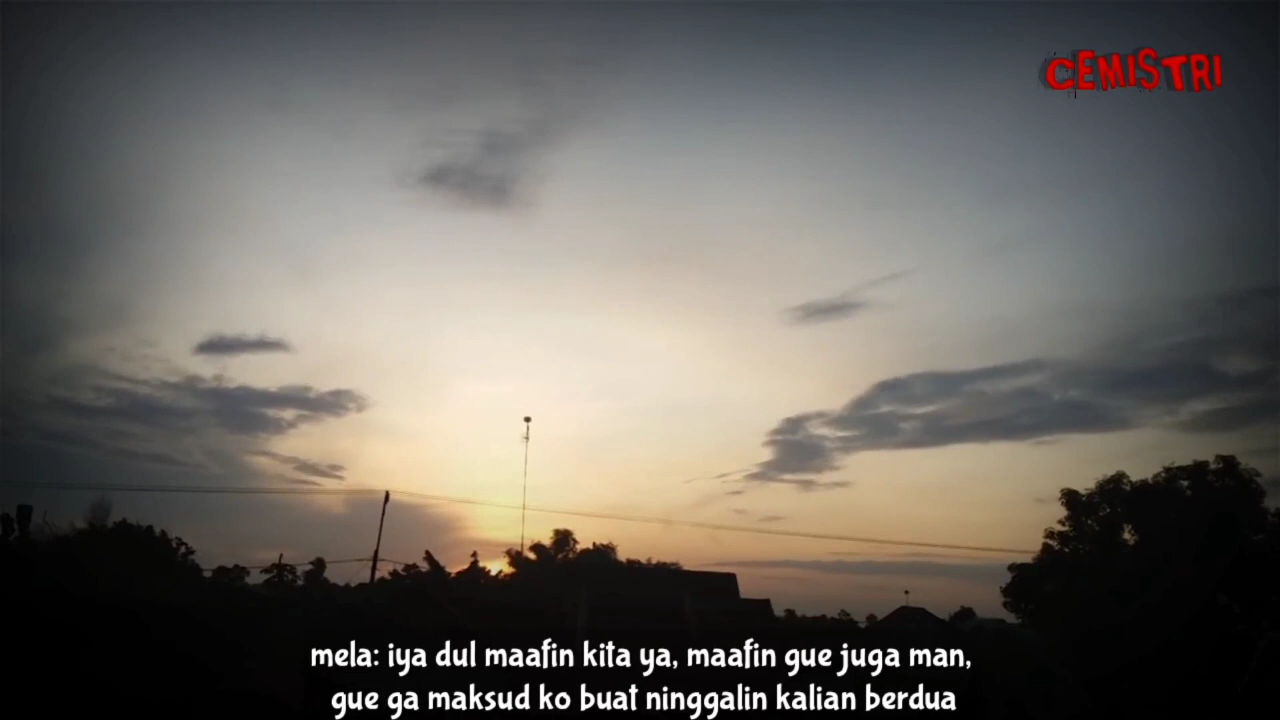 CEMISTRI
mela: iya dul maafin kita ya, maafin gue juga man,
gue ga maksud ko buat ninggalin kalian berdua